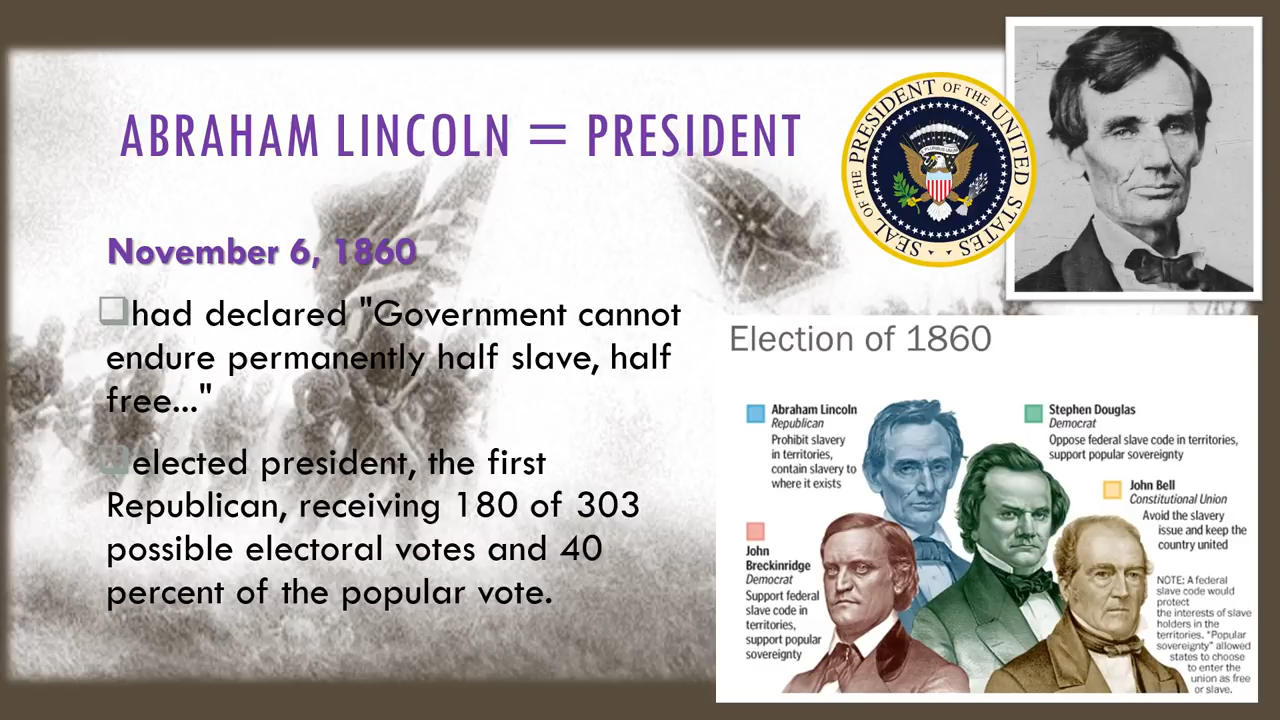 ABRAHAM LINCOLN = PRESIDENT
SEAL OF THE PRESIDENT OF THE UNITED STATES
November 6, 1860
had declared "Government cannot
endure permanently half slave, half
free..."
elected president, the first
Republican, receiving 180 of 303
possible electoral votes and 40
percent of the popular vote.
Election of 1860
Abraham Lincoln
Republican
Prohibit slavery
in territories,
contain slavery to
where it exists
Stephen Douglas
Democrat
Oppose federal slave code in territories,
support popular sovereignty
John Bell
Constitutional Union
Avoid the slavery
issue and keep the
country united
John
Breckinridge
Democrat
Support federal
slave code in
territories,
support popular
sovereignty
NOTE: A federal
slave code would
protect
the interests of slave
holders in the
territories. "Popular
sovereignty" allowed
states to choose
to enter the
union as free
or slave.